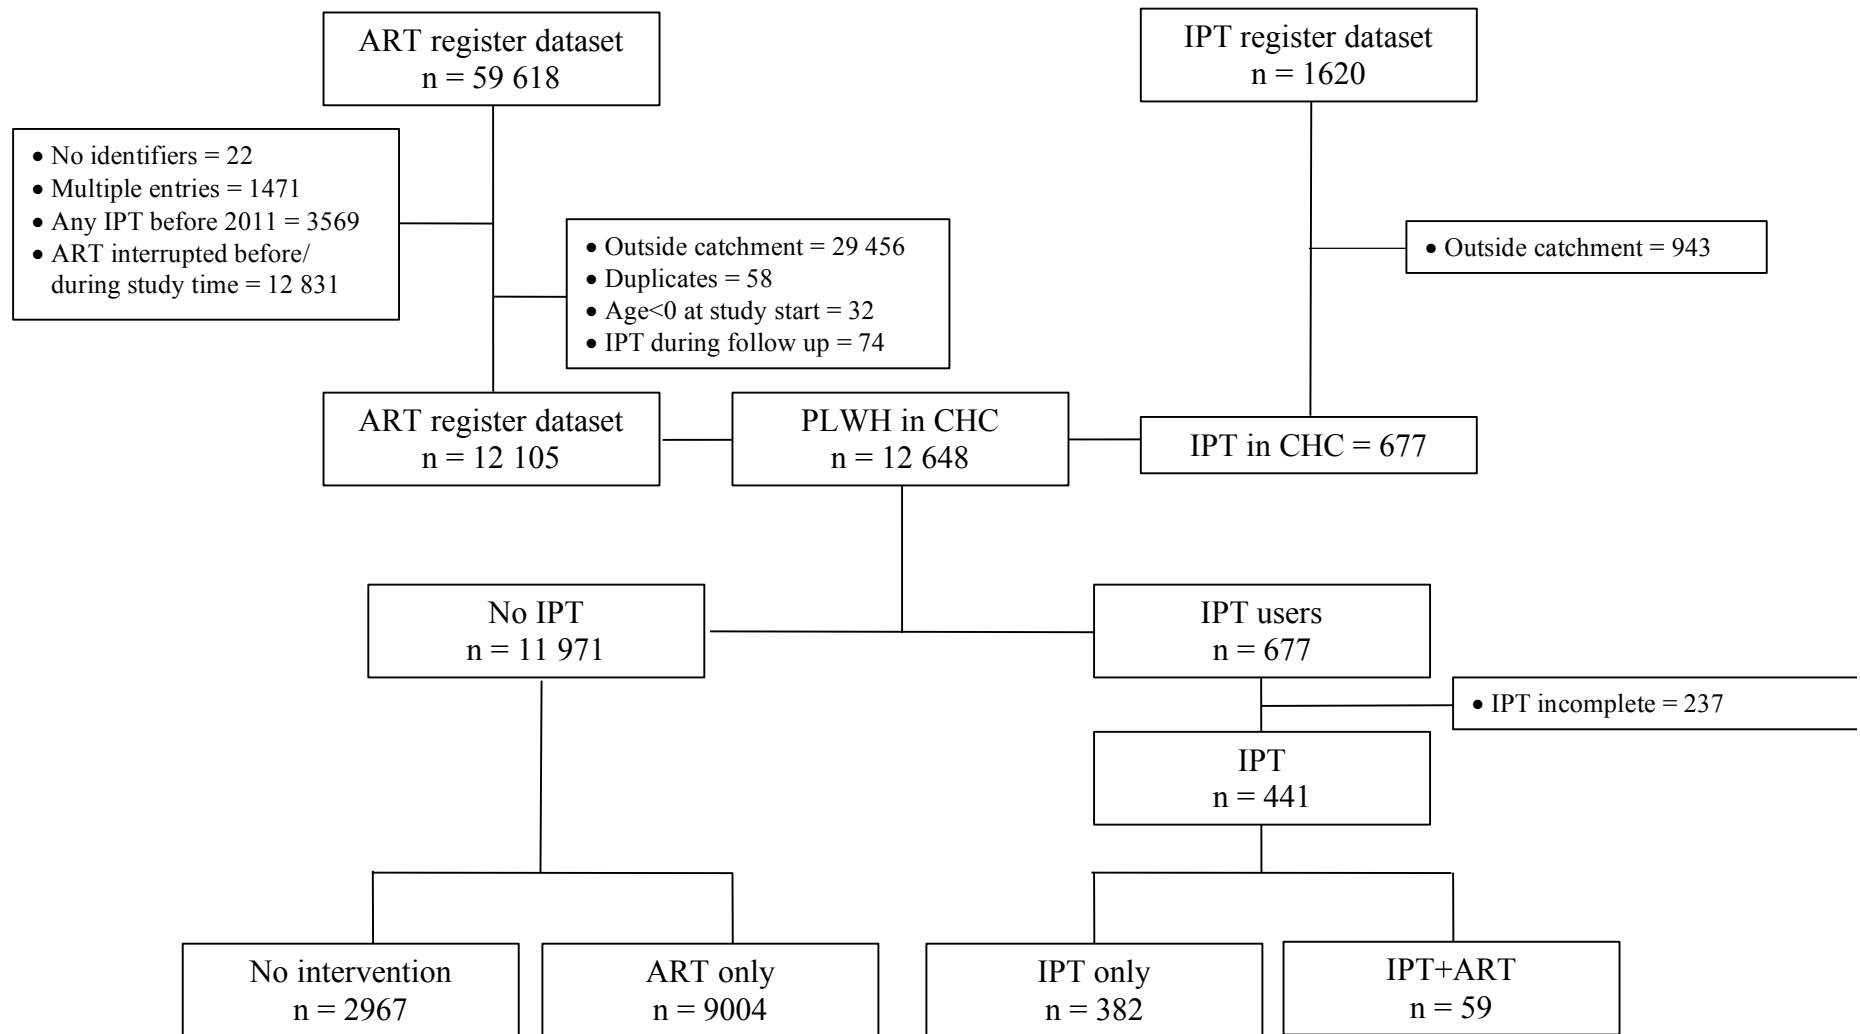 ART register dataset
n = 59 618
IPT register dataset
n = 1620
• No identifiers = 22
• Multiple entries = 1471
• Any IPT before 2011 = 3569
• ART interrupted before/
during study time = 12 831
• Outside catchment = 29 456
• Duplicates = 58
• Age<0 at study start = 32
• IPT during follow up = 74
• Outside catchment = 943
ART register dataset
n = 12 105
PLWH in CHC
n = 12 648
IPT in CHC = 677
No IPT
n = 11 971
IPT users
n = 677
• IPT incomplete = 237
IPT
n = 441
No intervention
n = 2967
ART only
n = 9004
IPT only
n = 382
IPT+ART
n = 59